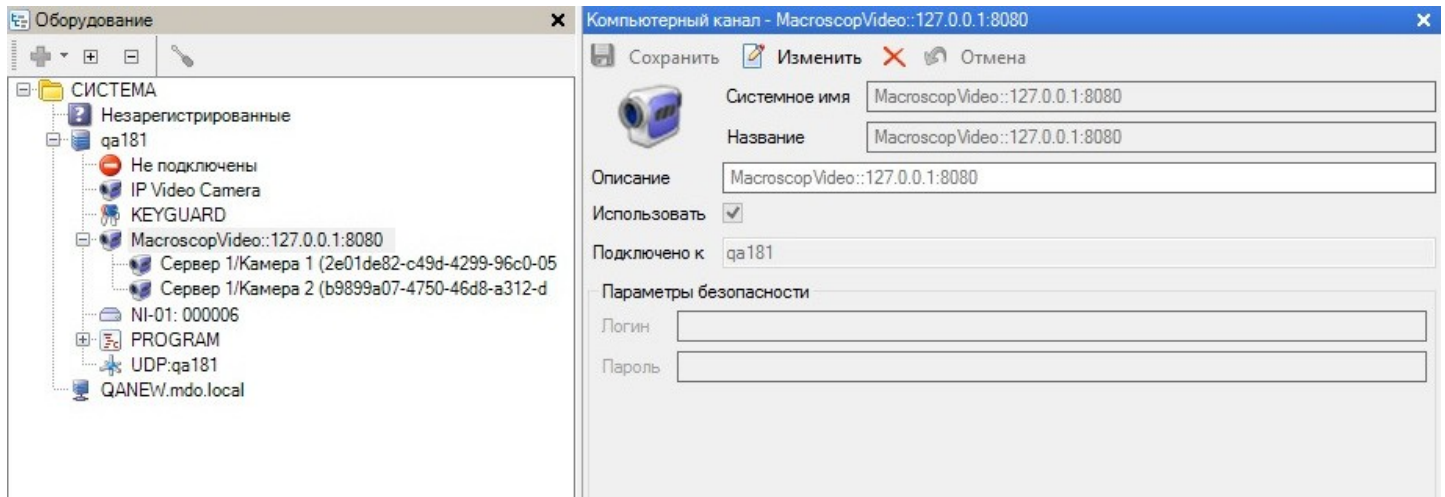 Оборудование
СИСТЕМА
Незарегистрированные
qa181
Не подключены
IP Video Camera
KEYGUARD
MacroscopVideo::127.0.0.1:8080
Сервер 1/Камера 1 (2e01de82-c49d-4299-96c0-05
Сервер 1/Камера 2 (b9899a07-4750-46d8-a312-d
NI-01: 000006
PROGRAM
UDP:qa181
QANEW.mdo.local
Компьютерный канал - MacroscopVideo::127.0.0.1:8080
Сохранить Изменить Отмена
Системное имя MacroscopVideo::127.0.0.1:8080
Название MacroscopVideo::127.0.0.1:8080
Описание MacroscopVideo::127.0.0.1:8080
Использовать
Подключено к qa181
Параметры безопасности
Логин
Пароль